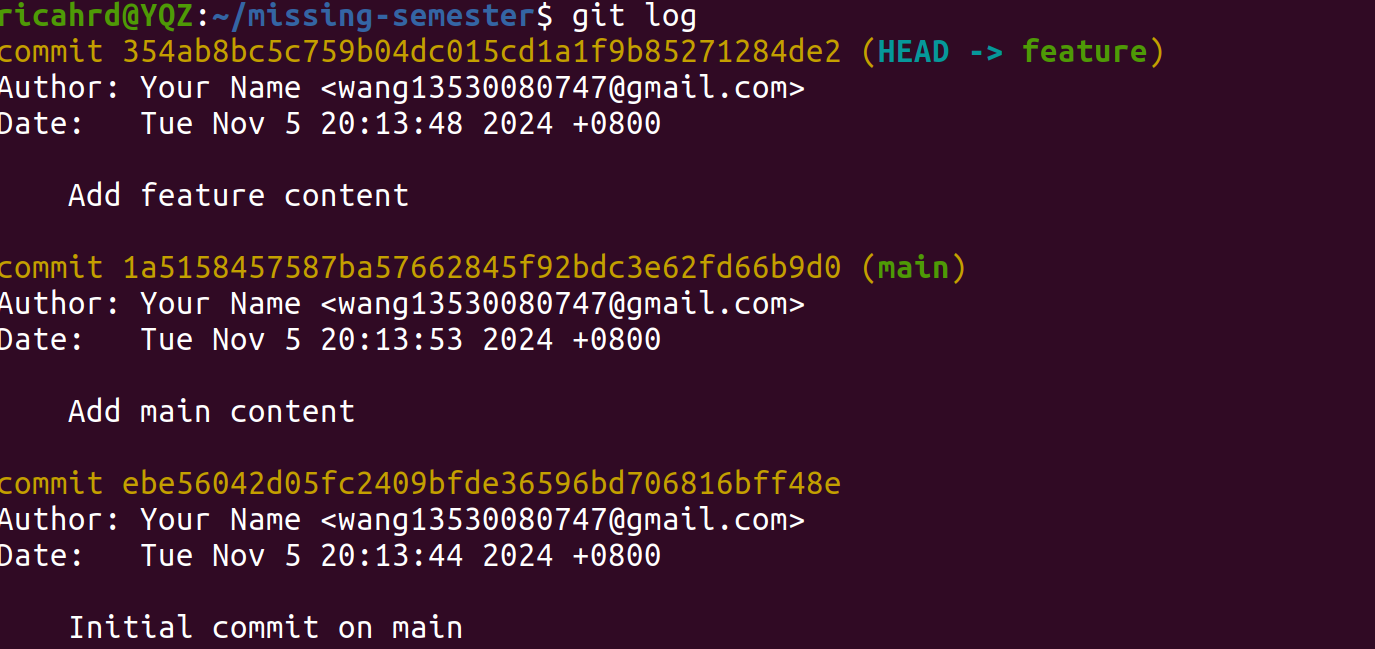 ricahrd@YQZ:~/missing-semester$ git log
commit 354ab8bc5c759b04dc015cd1a1f9b85271284de2 (HEAD -> feature)
Author: Your Name <wang13530080747@gmail.com>
Date:   Tue Nov 5 20:13:48 2024 +0800
    Add feature content
commit 1a5158457587ba57662845f92bdc3e62fd66b9d0 (main)
Author: Your Name <wang13530080747@gmail.com>
Date:   Tue Nov 5 20:13:53 2024 +0800
    Add main content
commit ebe56042d05fc2409bfde36596bd706816bff48e
Author: Your Name <wang13530080747@gmail.com>
Date:   Tue Nov 5 20:13:44 2024 +0800
    Initial commit on main